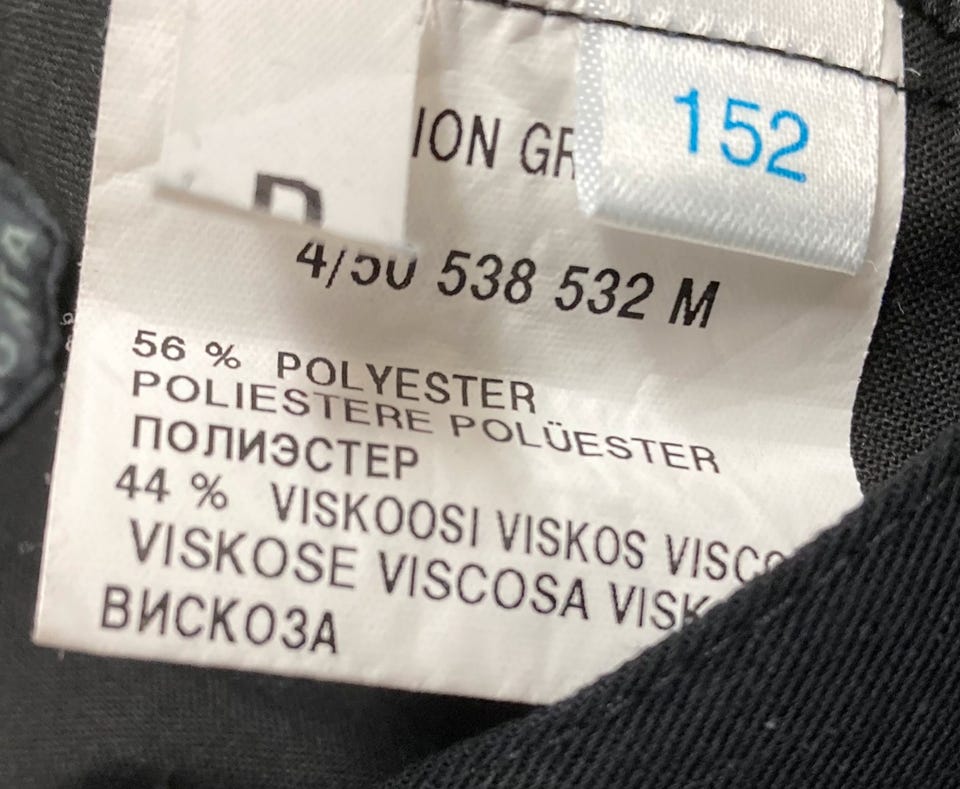 152
ION GR
4/50 538 532 M
56 % POLYESTER
POLIESTERE POLÜESTER
ПОЛИЭСТЕР
44 % VISKOOSI VISKOS
VISKOSE VISCOSA
ВИСКОЗА